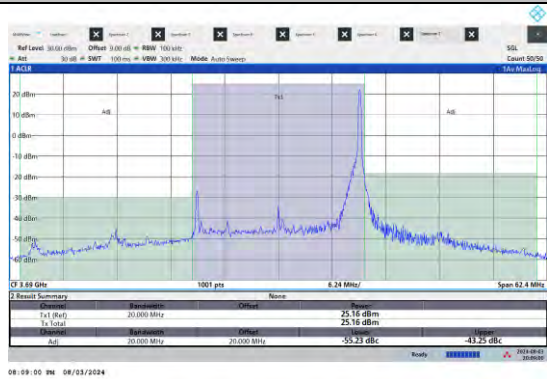 Ref Level 30.00 dBm Offset 9.00 dB RBW 100 kHz SGL
Att 30 dB SWT 100 ms VBW 300 kHz Mode Auto Sweep Count 50/50
1 ACLR 1Av MaxLog
20 dBm
Tx1
10 dBm
Adj
Adj
0 dBm
-10 dBm
-20 dBm
-30 dBm
-40 dBm
-50 dBm
-60 dBm
CF 3.69 GHz 1001 pts 6.24 MHz/ Span 62.4 MHz
2 Result Summary None
Channel Bandwidth Offset Power
Tx1 (Ref) 20.000 MHz 25.16 dBm
Tx Total 25.16 dBm
Channel Bandwidth Offset Lower Upper
Adj 20.000 MHz 20.000 MHz -55.23 dBc -43.25 dBc
Ready
08:09:00 PM 08/03/2024